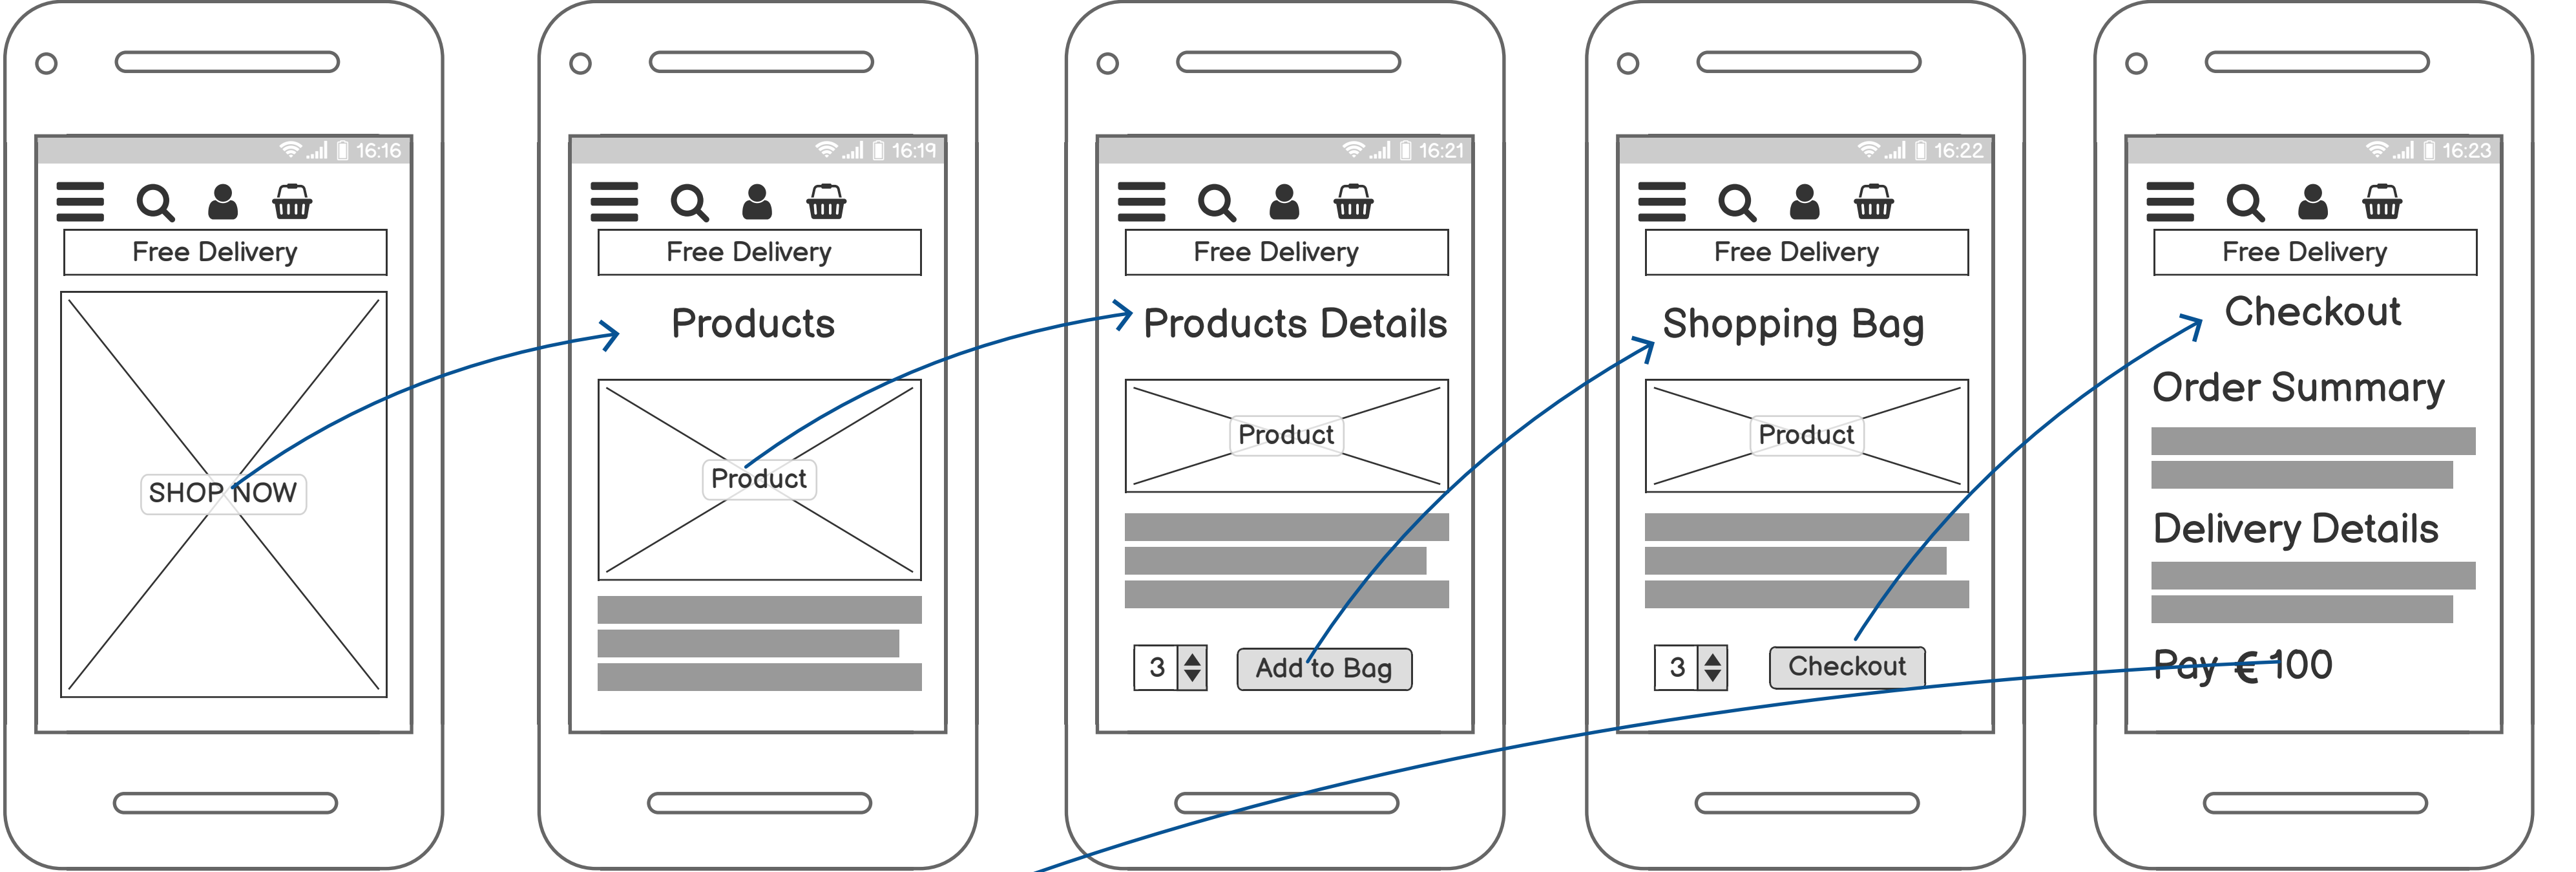 16:16
Free Delivery
SHOP NOW
16:19
Free Delivery
Products
Product
16:21
Free Delivery
Products Details
Product
3
Add to Bag
16:22
Free Delivery
Shopping Bag
Product
3
Checkout
16:23
Free Delivery
Checkout
Order Summary
Delivery Details
Pay € 100